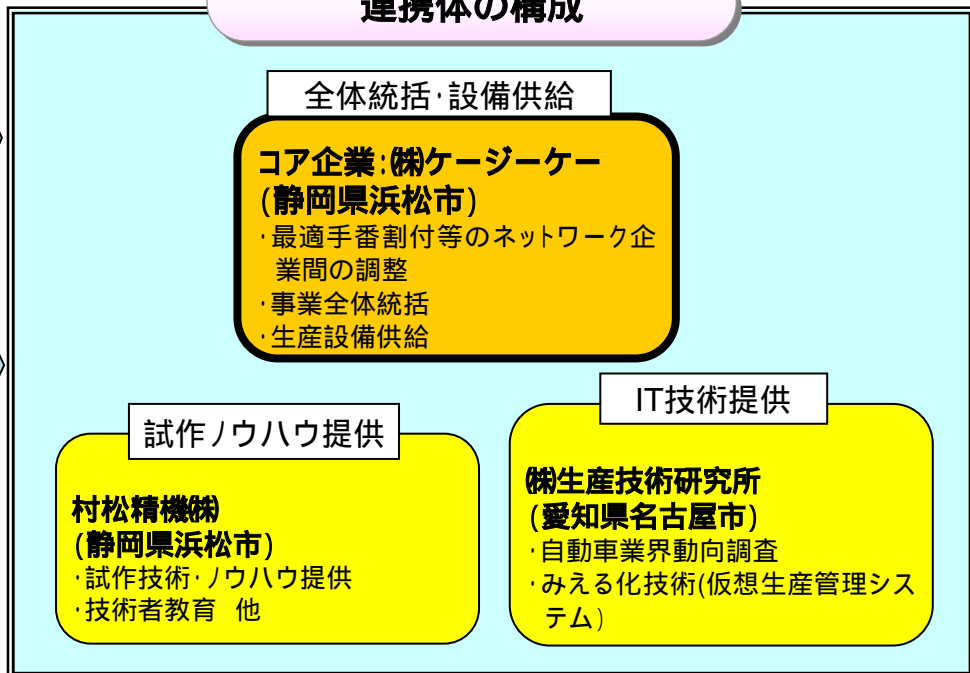 連携体の構成
全体統括・設備供給
コア企業:㈱ケージーケー
(静岡県浜松市)
・最適手番割付等のネットワーク企
業間の調整
・事業全体統括
・生産設備供給
試作ノウハウ提供
村松精機㈱
(静岡県浜松市)
・試作技術・ノウハウ提供
・技術者教育 他
IT技術提供
㈱生産技術研究所
(愛知県名古屋市)
・自動車業界動向調査
・みえる化技術(仮想生産管理シス
テム)